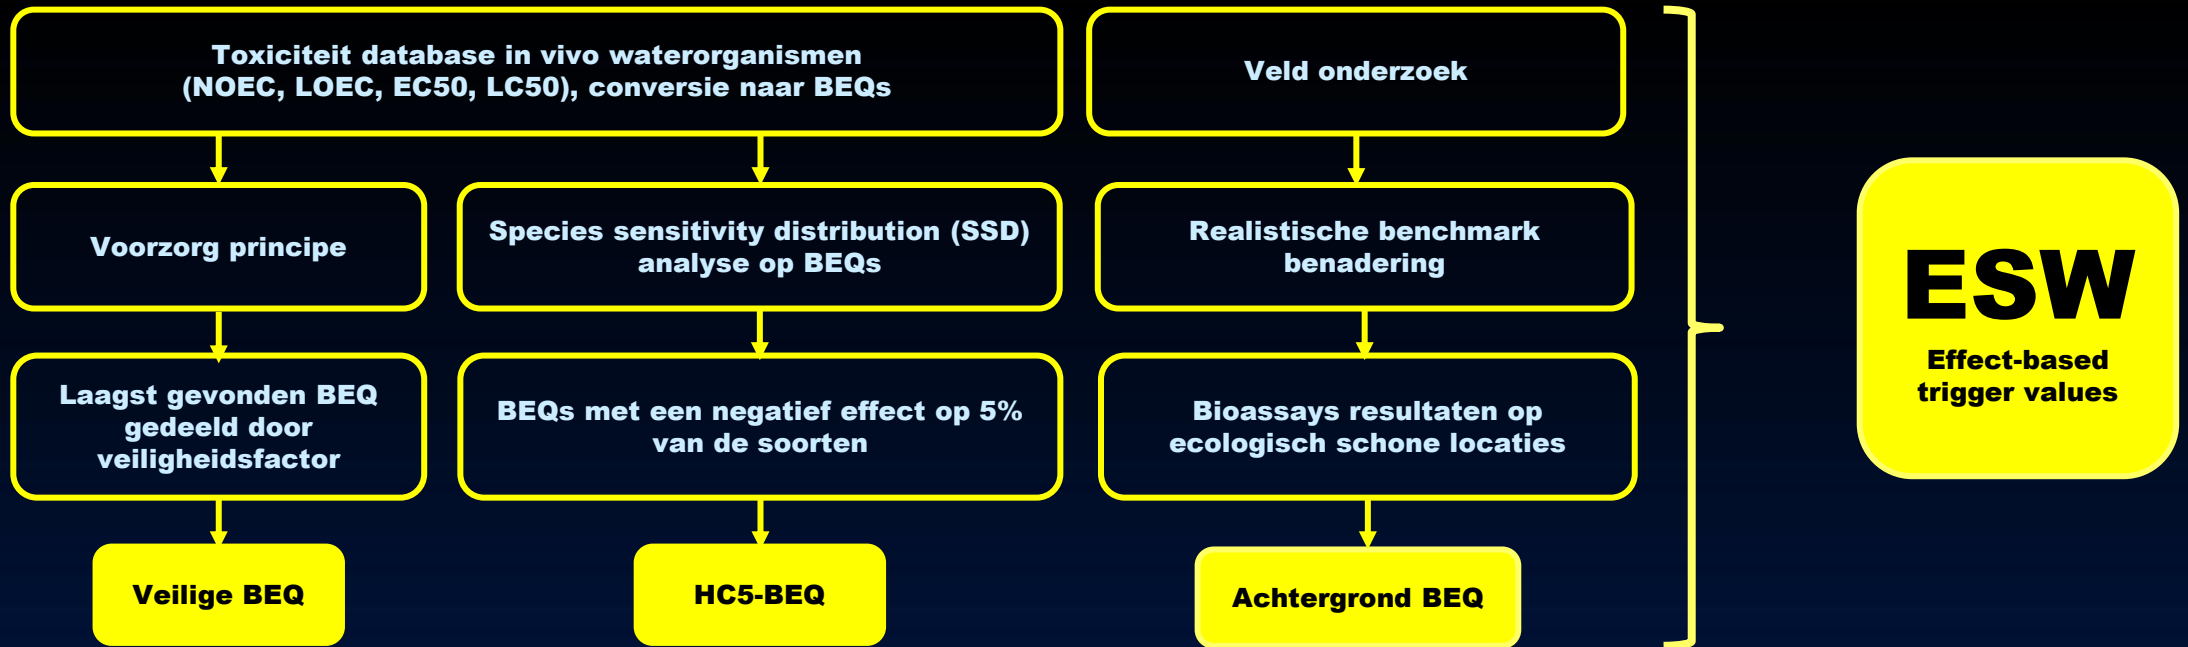 Toxiciteit database in vivo waterorganismen
(NOEC, LOEC, EC50, LC50), conversie naar BEQs
Veld onderzoek
Voorzorg principe
Species sensitivity distribution (SSD)
analyse op BEQs
Realistische benchmark
benadering
Laagst gevonden BEQ
gedeeld door
veiligheidsfactor
BEQs met een negatief effect op 5%
van de soorten
Bioassays resultaten op
ecologisch schone locaties
Veilige BEQ
HC5-BEQ
Achtergrond BEQ
ESW
Effect-based
trigger values